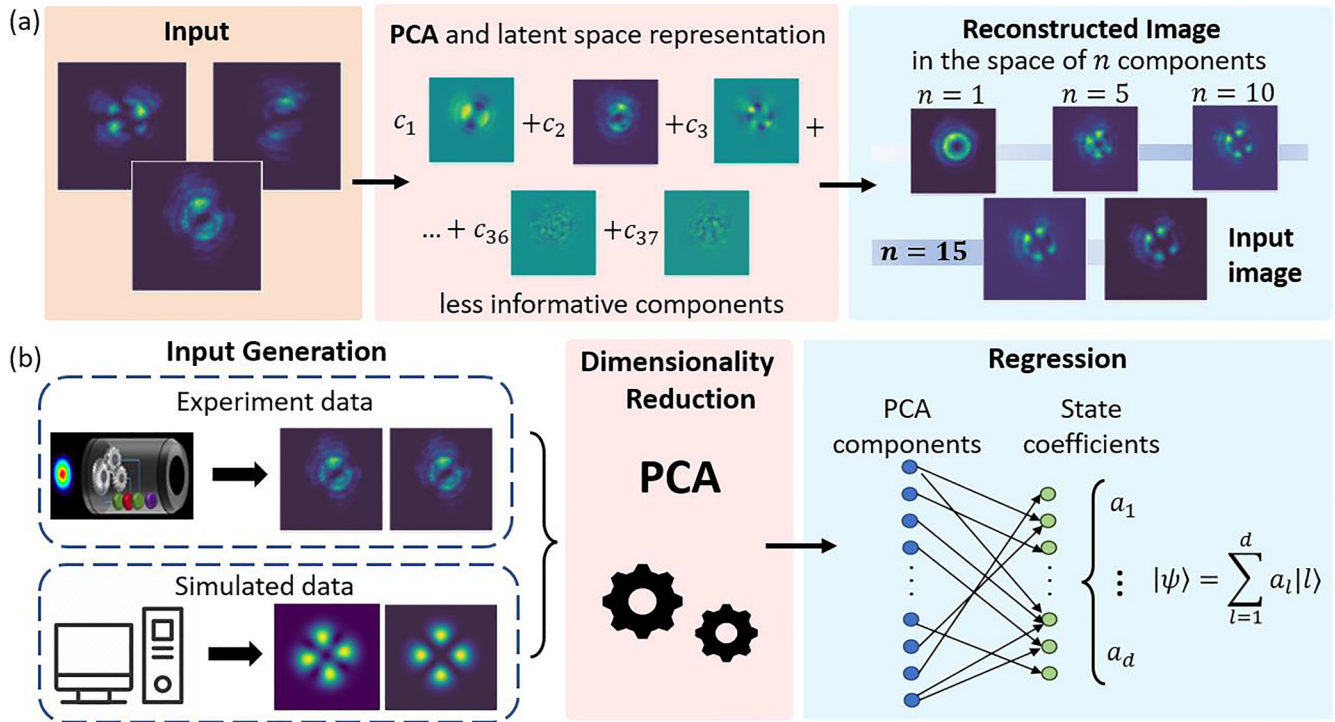 (a)
Input
PCA and latent space representation
c₁ +c₂ +c₃ +
... + c₃₆ +c₃₇
less informative components
Reconstructed Image
in the space of n components
n = 1 n = 5 n = 10
n = 15
Input
image
(b)
Input Generation
Experiment data
Simulated data
Dimensionality
Reduction
PCA
Regression
PCA
components
State
coefficients
a₁
⋮
a_d
|ψ⟩ = ∑_{l=1}^{d} a_l|l⟩